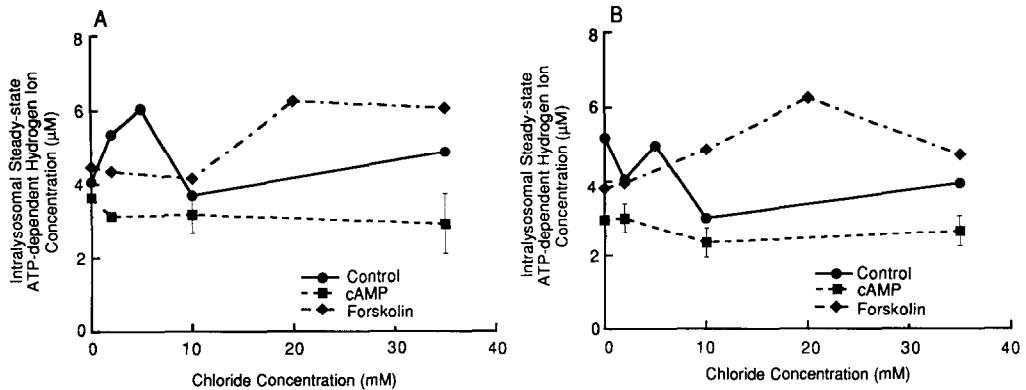 A
Intralysosomal Steady-state
ATP-dependent Hydrogen Ion
Concentration (µM)
8
6
4
2
0
Control
cAMP
Forskolin
0
10
20
30
40
Chloride Concentration (mM)
B
Intralysosomal Steady-state
ATP-dependent Hydrogen Ion
Concentration (µM)
8
6
4
2
0
Control
cAMP
Forskolin
0
10
20
30
40
Chloride Concentration (mM)